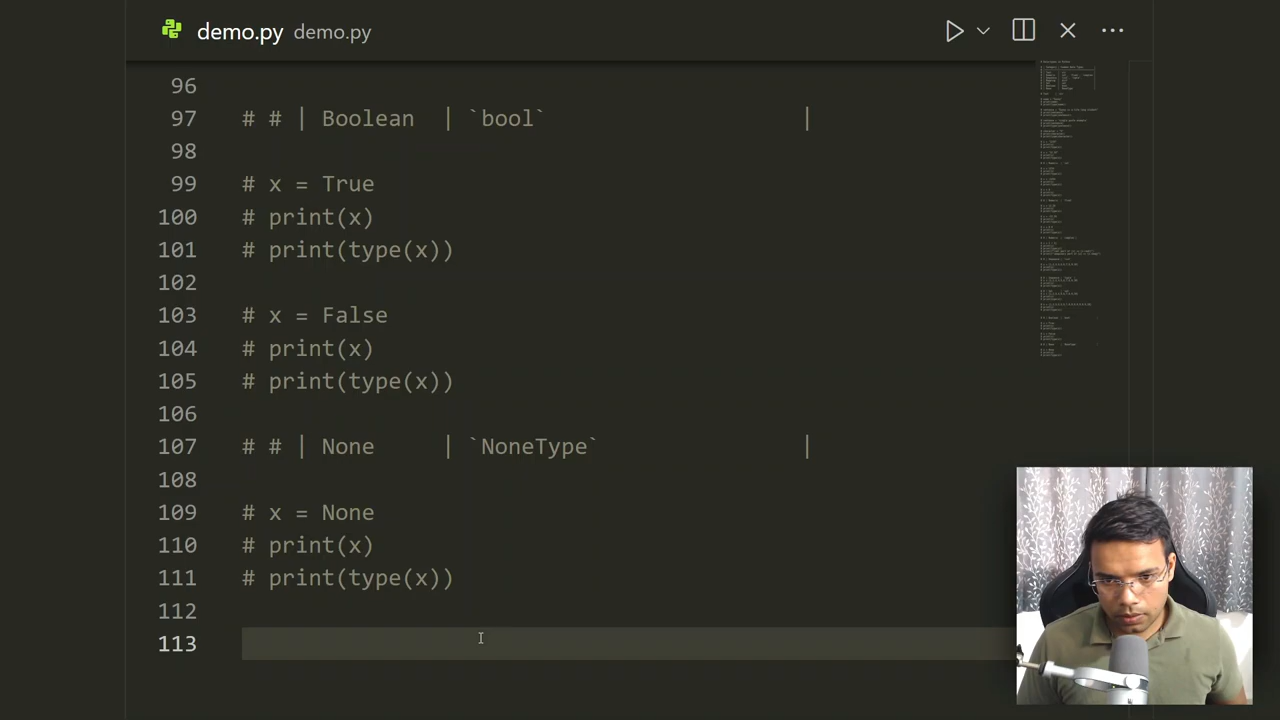 demo.py demo.py
96
97 # # | Boolean | `bool` |
98
99 # x = True
100 # print(x)
101 # print(type(x))
102
103 # x = False
104 # print(x)
105 # print(type(x))
106
107 # # | None | `NoneType` |
108
109 # x = None
110 # print(x)
111 # print(type(x))
112
113